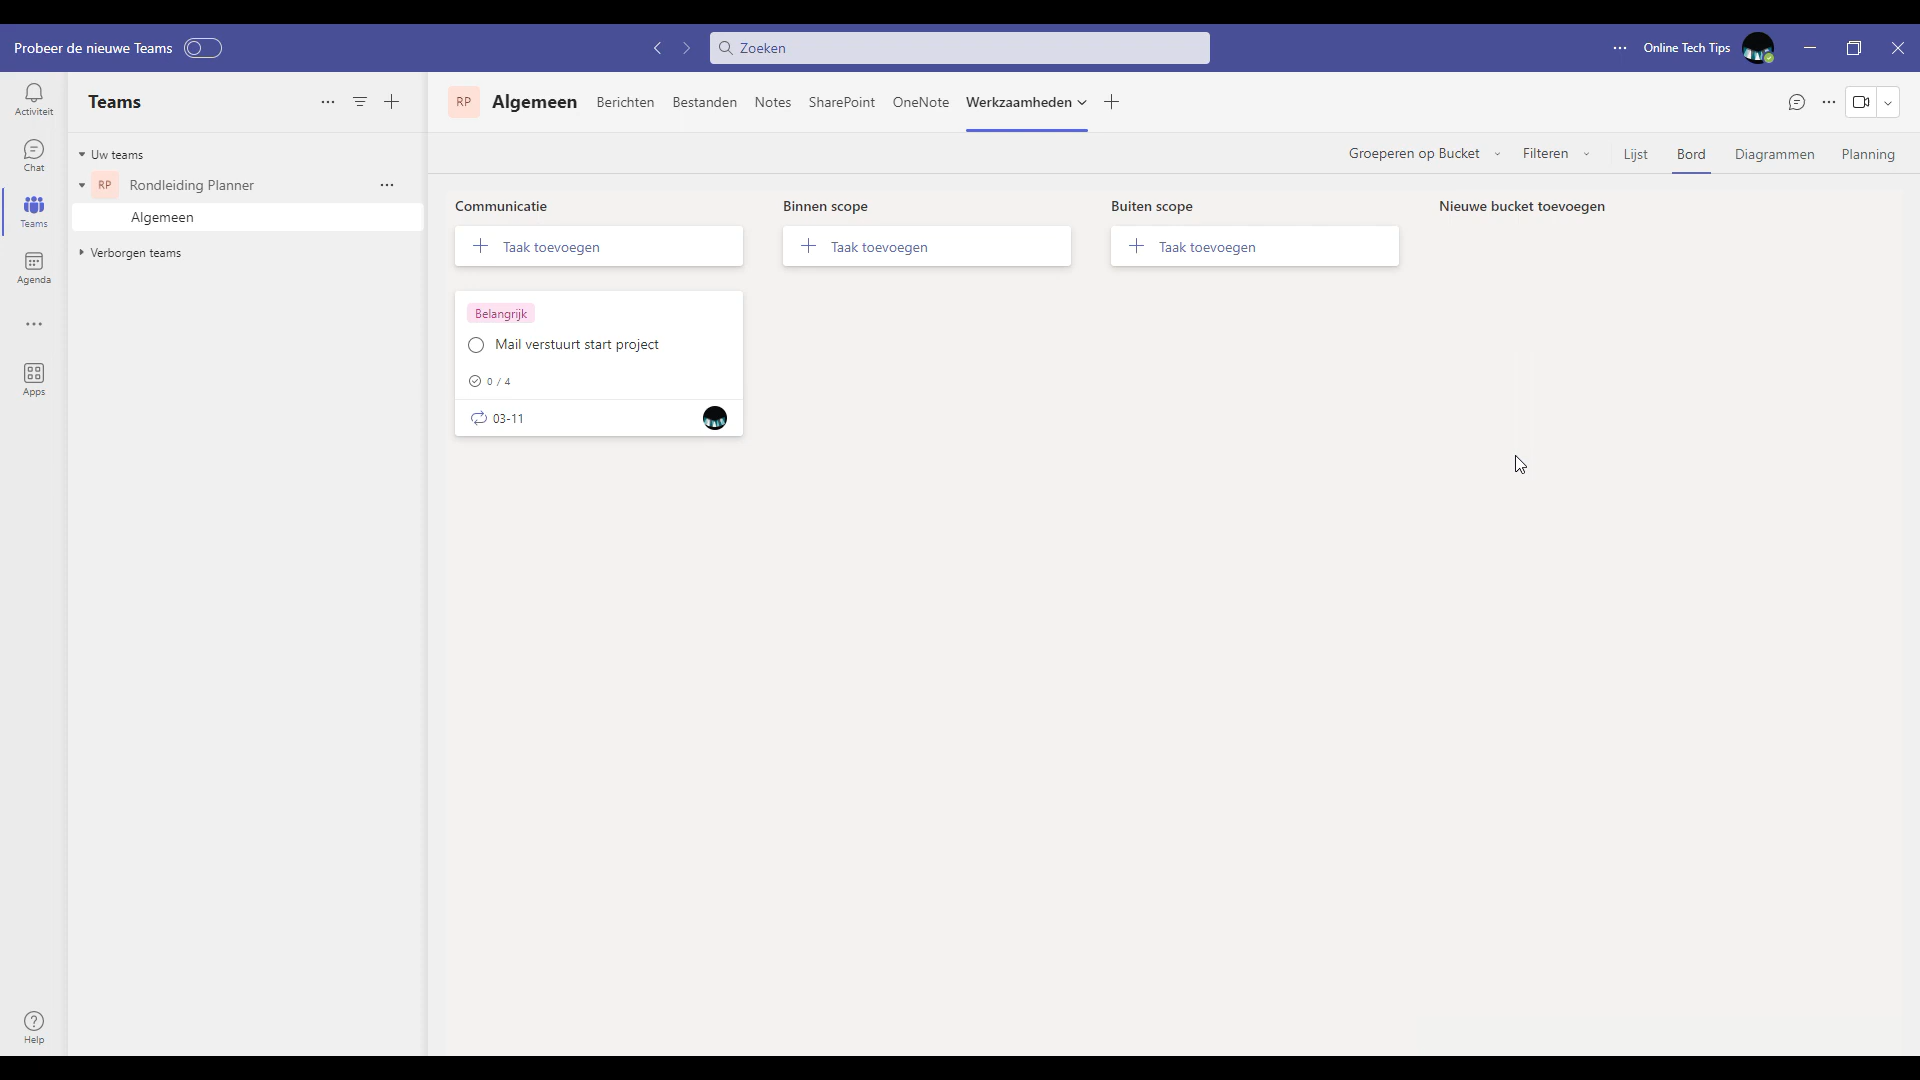 Probeer de nieuwe Teams
Zoeken
Online Tech Tips
Activiteit
Chat
Teams
Agenda
Apps
Help
Teams
Uw teams
RP Rondleiding Planner
Algemeen
Verborgen teams
RP Algemeen Berichten Bestanden Notes SharePoint OneNote Werkzaamheden
Groeperen op Bucket Filteren Lijst Bord Diagrammen Planning
Communicatie
Taak toevoegen
Belangrijk
Mail verstuurt start project
0 / 4
03-11
Binnen scope
Taak toevoegen
Buiten scope
Taak toevoegen
Nieuwe bucket toevoegen